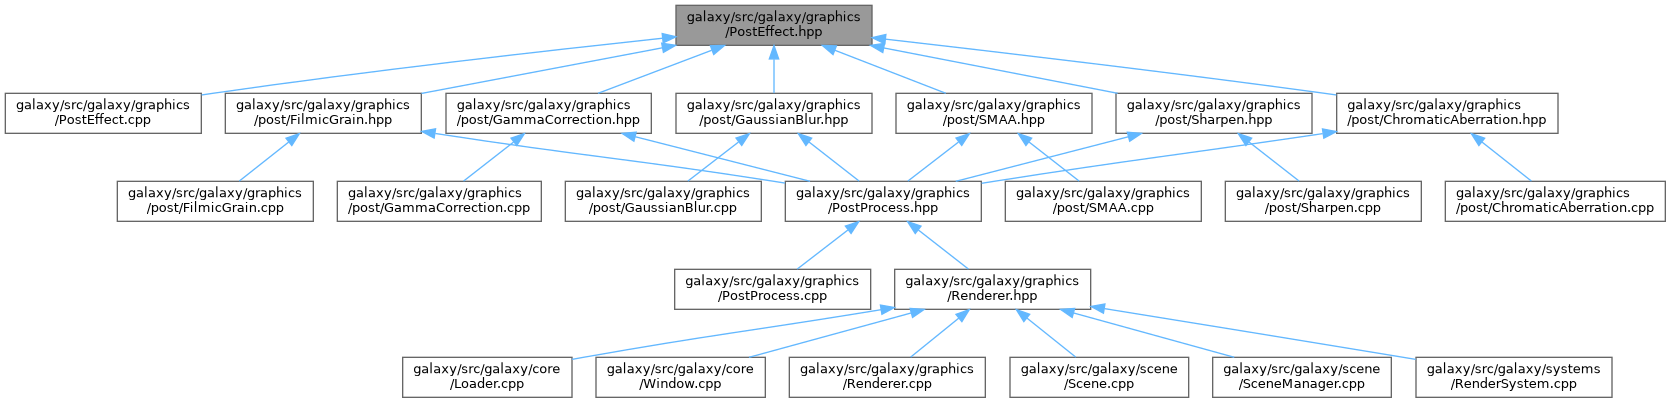 galaxy/src/galaxy/graphics
/PostEffect.hpp
galaxy/src/galaxy/graphics
/PostEffect.cpp
galaxy/src/galaxy/graphics
/post/FilmicGrain.hpp
galaxy/src/galaxy/graphics
/post/GammaCorrection.hpp
galaxy/src/galaxy/graphics
/post/GaussianBlur.hpp
galaxy/src/galaxy/graphics
/post/SMAA.hpp
galaxy/src/galaxy/graphics
/post/Sharpen.hpp
galaxy/src/galaxy/graphics
/post/ChromaticAberration.hpp
galaxy/src/galaxy/graphics
/post/FilmicGrain.cpp
galaxy/src/galaxy/graphics
/post/GammaCorrection.cpp
galaxy/src/galaxy/graphics
/post/GaussianBlur.cpp
galaxy/src/galaxy/graphics
/PostProcess.hpp
galaxy/src/galaxy/graphics
/post/SMAA.cpp
galaxy/src/galaxy/graphics
/post/Sharpen.cpp
galaxy/src/galaxy/graphics
/post/ChromaticAberration.cpp
galaxy/src/galaxy/graphics
/PostProcess.cpp
galaxy/src/galaxy/graphics
/Renderer.hpp
galaxy/src/galaxy/core
/Loader.cpp
galaxy/src/galaxy/core
/Window.cpp
galaxy/src/galaxy/graphics
/Renderer.cpp
galaxy/src/galaxy/scene
/Scene.cpp
galaxy/src/galaxy/scene
/SceneManager.cpp
galaxy/src/galaxy/systems
/RenderSystem.cpp